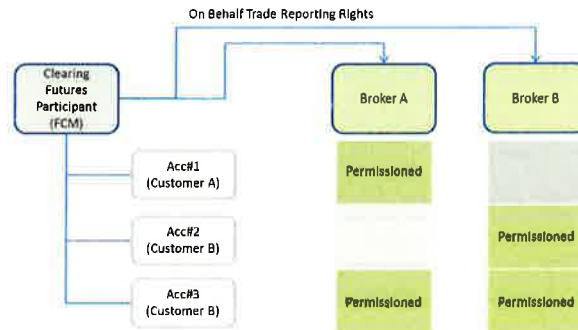 On Behalf Trade Reporting Rights
Clearing
Futures
Participant
(FCM)
Broker A
Broker B
Acc#1
(Customer A)
Permissioned
Acc#2
(Customer B)
Permissioned
Acc#3
(Customer B)
Permissioned
Permissioned